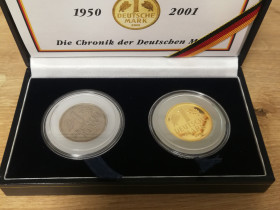 1950 2001
DEUTSCHE
MARK
Die Chronik der Deutschen